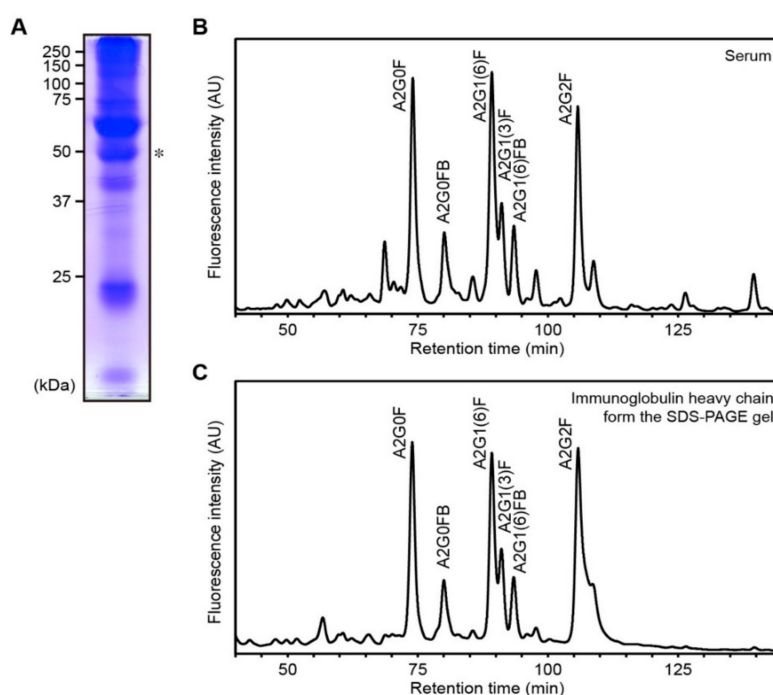 A
250
150
100
75
50
*
37
25
(kDa)
B
Serum
Fluorescence intensity (AU)
A2G0F
A2G0FB
A2G1(6)F
A2G1(3)F
A2G1(6)FB
A2G2F
50
75
100
125
Retention time (min)
C
Immunoglobulin heavy chain
form the SDS-PAGE gel
Fluorescence intensity (AU)
A2G0F
A2G0FB
A2G1(6)F
A2G1(3)F
A2G1(6)FB
A2G2F
50
75
100
125
Retention time (min)